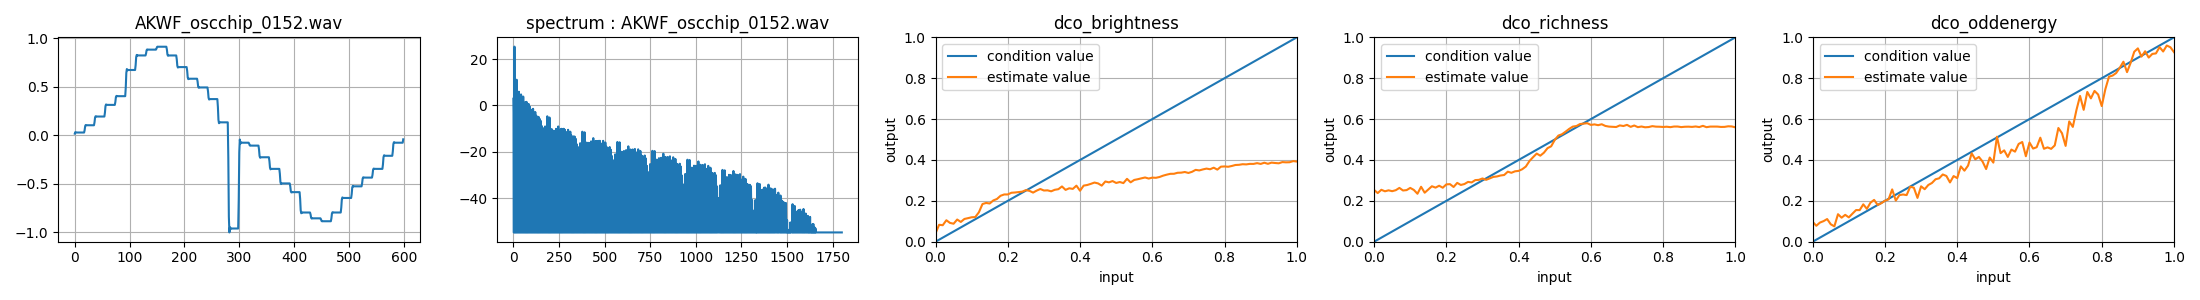 AKWF_oscchip_0152.wav
1.0
0.5
0.0
−0.5
−1.0
0 100 200 300 400 500 600
spectrum : AKWF_oscchip_0152.wav
20
0
−20
−40
0 250 500 750 1000 1250 1500 1750
dco_brightness
condition value
estimate value
output
1.0
0.8
0.6
0.4
0.2
0.0
0.0 0.2 0.4 0.6 0.8 1.0
input
dco_richness
condition value
estimate value
output
1.0
0.8
0.6
0.4
0.2
0.0
0.0 0.2 0.4 0.6 0.8 1.0
input
dco_oddenergy
condition value
estimate value
output
1.0
0.8
0.6
0.4
0.2
0.0
0.0 0.2 0.4 0.6 0.8 1.0
input